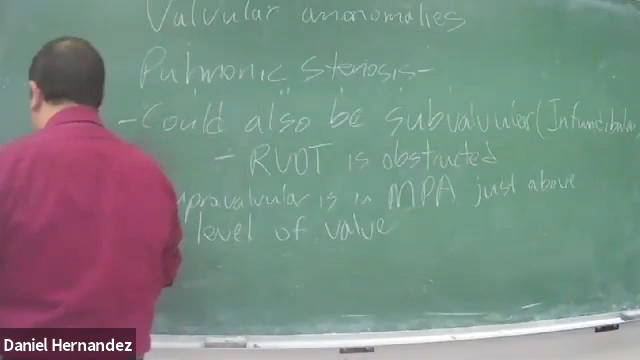 Valvular anonomalies
Pulmonic Stenosis-
- Could also be subvalvular (Infundibular
- RVOT is obstructed
upravalvular is in MPA just above
level of valve
Daniel Hernandez